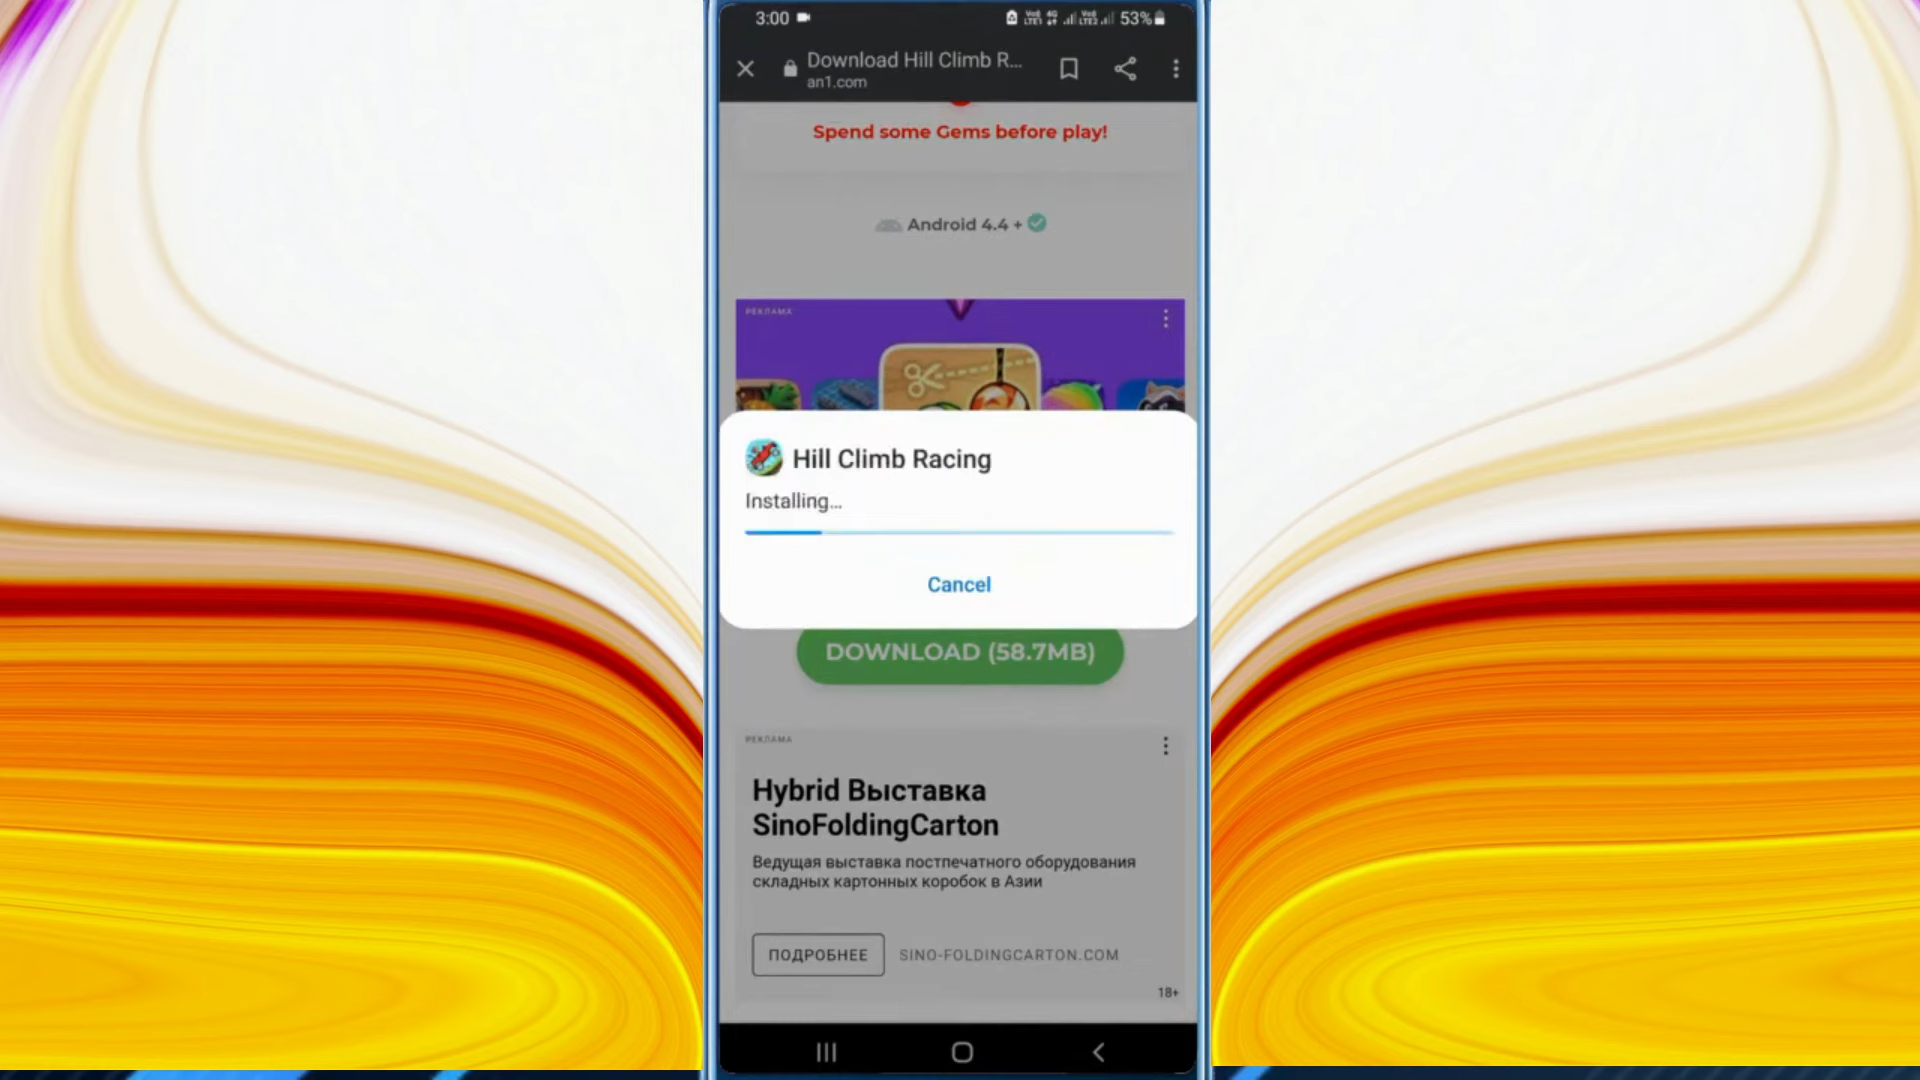 3:00
53%
Download Hill Climb R...
an1.com
Spend some Gems before play!
Android 4.4 +
РЕКЛАМА
Hill Climb Racing
Installing...
Cancel
DOWNLOAD (58.7MB)
РЕКЛАМА
Hybrid Выставка
SinoFoldingCarton
Ведущая выставка постпечатного оборудования
складных картонных коробок в Азии
ПОДРОБНЕЕ
SINO-FOLDINGCARTON.COM
18+